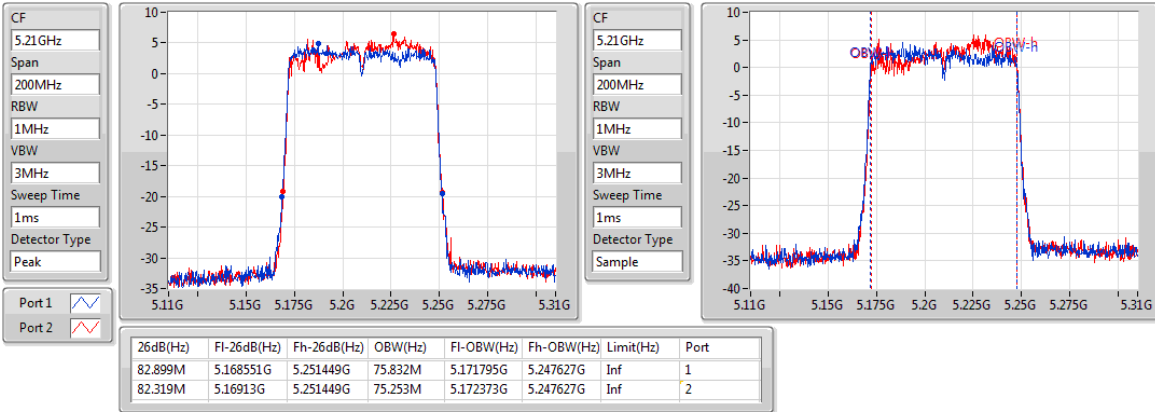 CF
5.21GHz
Span
200MHz
RBW
1MHz
VBW
3MHz
Sweep Time
1ms
Detector Type
Peak
Port 1
Port 2
10
5
0
-5
-10
-15
-20
-25
-30
-35
5.11G 5.15G 5.175G 5.2G 5.225G 5.25G 5.275G 5.31G
CF
5.21GHz
Span
200MHz
RBW
1MHz
VBW
3MHz
Sweep Time
1ms
Detector Type
Sample
10
5
0
-5
-10
-15
-20
-25
-30
-35
-40
OBW-h
5.11G 5.15G 5.175G 5.2G 5.225G 5.25G 5.275G 5.31G
26dB(Hz) Fl-26dB(Hz) Fh-26dB(Hz) OBW(Hz) Fl-OBW(Hz) Fh-OBW(Hz) Limit(Hz) Port
82.899M 5.168551G 5.251449G 75.832M 5.171795G 5.247627G Inf 1
82.319M 5.16913G 5.251449G 75.253M 5.172373G 5.247627G Inf 2